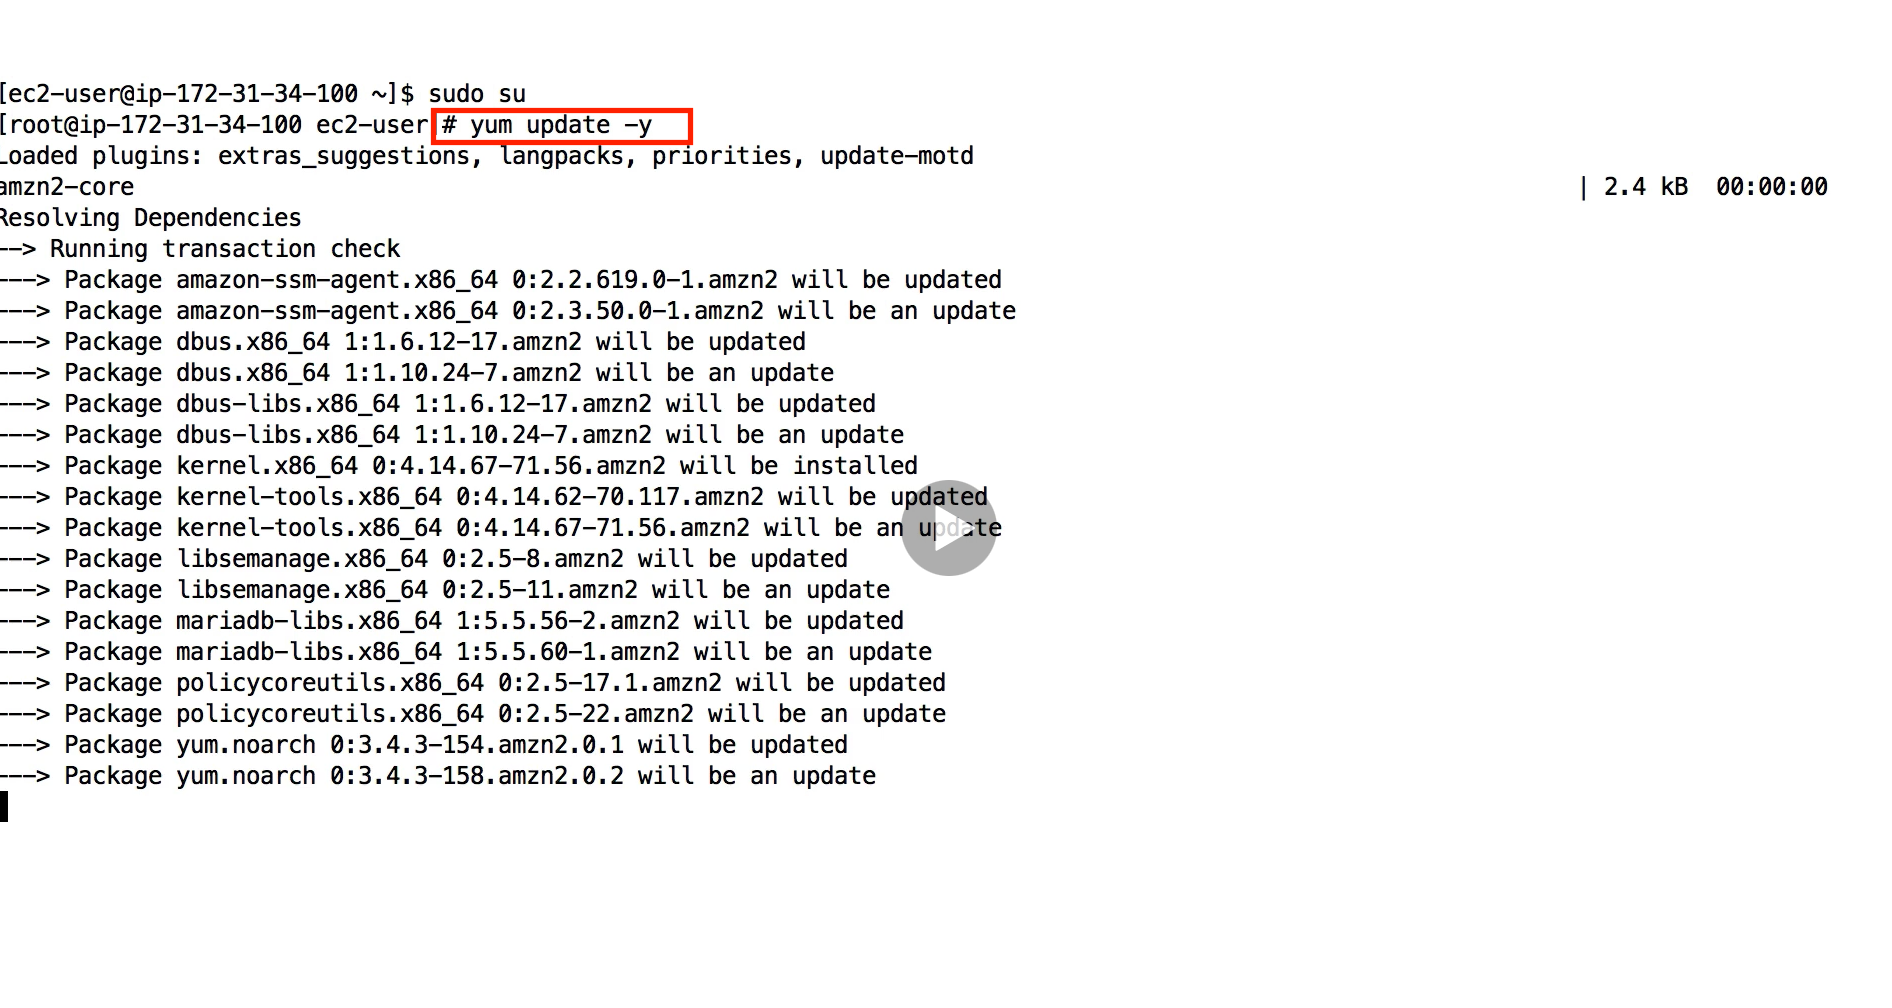 [ec2-user@ip-172-31-34-100 ~]$ sudo su
[root@ip-172-31-34-100 ec2-user # yum update -y
Loaded plugins: extras_suggestions, langpacks, priorities, update-motd
amzn2-core | 2.4 kB 00:00:00
Resolving Dependencies
--> Running transaction check
---> Package amazon-ssm-agent.x86_64 0:2.2.619.0-1.amzn2 will be updated
---> Package amazon-ssm-agent.x86_64 0:2.3.50.0-1.amzn2 will be an update
---> Package dbus.x86_64 1:1.6.12-17.amzn2 will be updated
---> Package dbus.x86_64 1:1.10.24-7.amzn2 will be an update
---> Package dbus-libs.x86_64 1:1.6.12-17.amzn2 will be updated
---> Package dbus-libs.x86_64 1:1.10.24-7.amzn2 will be an update
---> Package kernel.x86_64 0:4.14.67-71.56.amzn2 will be installed
---> Package kernel-tools.x86_64 0:4.14.62-70.117.amzn2 will be updated
---> Package kernel-tools.x86_64 0:4.14.67-71.56.amzn2 will be an update
---> Package libsemanage.x86_64 0:2.5-8.amzn2 will be updated
---> Package libsemanage.x86_64 0:2.5-11.amzn2 will be an update
---> Package mariadb-libs.x86_64 1:5.5.56-2.amzn2 will be updated
---> Package mariadb-libs.x86_64 1:5.5.60-1.amzn2 will be an update
---> Package policycoreutils.x86_64 0:2.5-17.1.amzn2 will be updated
---> Package policycoreutils.x86_64 0:2.5-22.amzn2 will be an update
---> Package yum.noarch 0:3.4.3-154.amzn2.0.1 will be updated
---> Package yum.noarch 0:3.4.3-158.amzn2.0.2 will be an update